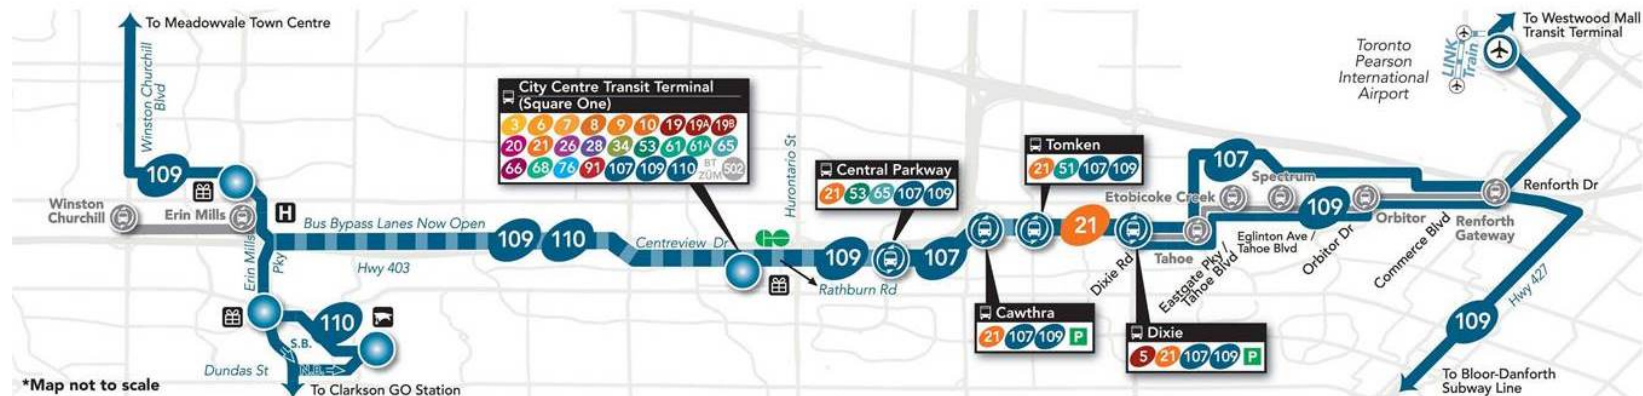 To Meadowvale Town Centre
Winston Churchill
Blvd
109
Winston
Churchill
Erin Mills
H
Bus Bypass Lanes Now Open
109
110
Hwy 403
Erin Mills
Pky
110
S.B.
N.B.
Dundas St
To Clarkson GO Station
*Map not to scale
City Centre Transit Terminal
(Square One)
3 6 7 8 9 10 19 19A 19B
20 21 26 28 34 53 61 61A 65
66 68 76 91 107 109 110 BT ZÜM 502
Centreview Dr
GO
Hurontario St
Rathburn Rd
109
107
Central Parkway
21 53 65 107 109
Cawthra
21 107 109 P
Tomken
21 51 107 109
21
Dixie
5 21 107 109 P
Dixie Rd
Etobicoke Creek
Tahoe
Eastgate Pky /
Tahoe Blvd
107
Spectrum
109
Eglinton Ave /
Tahoe Blvd
Orbitor Dr
Orbitor
Commerce Blvd
Renforth
Gateway
Renforth Dr
Toronto
Pearson
International
Airport
LINK
Train
To Westwood Mall
Transit Terminal
Hwy 427
109
To Bloor-Danforth
Subway Line